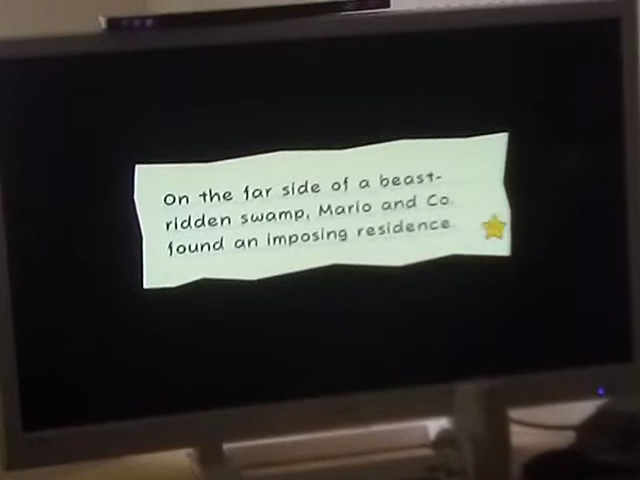 On the far side of a beast-
ridden swamp, Mario and Co.
found an imposing residence.